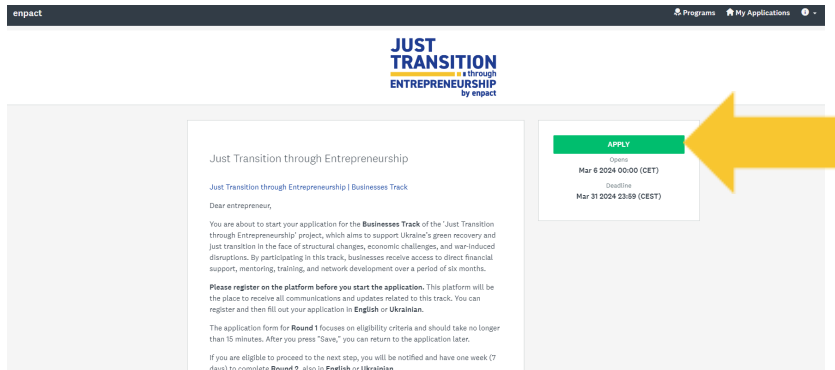 enpact
Programs My Applications
JUST
TRANSITION
through
ENTREPRENEURSHIP
by enpact
Just Transition through Entrepreneurship
Just Transition through Entrepreneurship | Businesses Track
Dear entrepreneur,
You are about to start your application for the Businesses Track of the 'Just Transition
through Entrepreneurship' project, which aims to support Ukraine's green recovery and
just transition in the face of structural changes, economic challenges, and war-induced
disruptions. By participating in this track, businesses receive access to direct financial
support, mentoring, training, and network development over a period of six months.
Please register on the platform before you start the application. This platform will be
the place to receive all communications and updates related to this track. You can
register and then fill out your application in English or Ukrainian.
The application form for Round 1 focuses on eligibility criteria and should take no longer
than 15 minutes. After you press "Save," you can return to the application later.
If you are eligible to proceed to the next step, you will be notified and have one week (7
days) to complete Round 2, also in English or Ukrainian.
APPLY
Opens
Mar 6 2024 00:00 (CET)
Deadline
Mar 31 2024 23:59 (CEST)